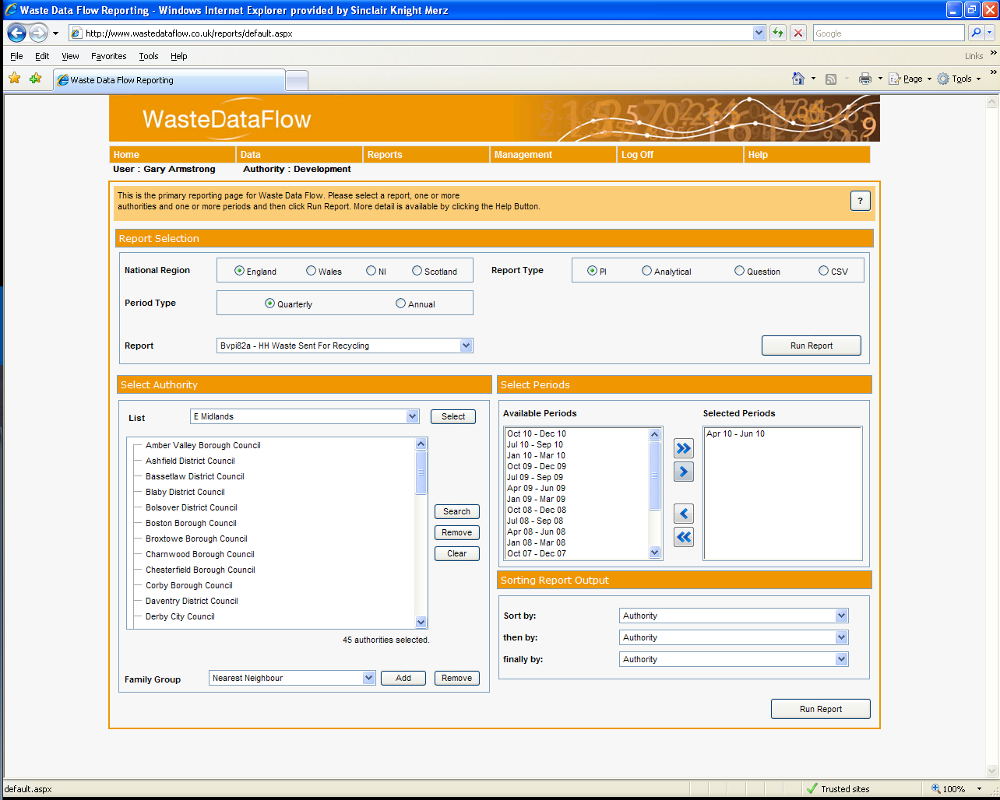 Waste Data Flow Reporting - Windows Internet Explorer provided by Sinclair Knight Merz
http://www.wastedataflow.co.uk/reports/default.aspx
Google
File Edit View Favorites Tools Help
Links
Waste Data Flow Reporting
Page Tools
WasteDataFlow
Home Data Reports Management Log Off Help
User : Gary Armstrong Authority : Development
This is the primary reporting page for Waste Data Flow. Please select a report, one or more
authorities and one or more periods and then click Run Report. More detail is available by clicking the Help Button.
?
Report Selection
National Region England Wales NI Scotland Report Type PI Analytical Question CSV
Period Type Quarterly Annual
Report Bvpi82a - HH Waste Sent For Recycling Run Report
Select Authority
List E Midlands Select
Amber Valley Borough Council
Ashfield District Council
Bassetlaw District Council
Blaby District Council
Bolsover District Council
Boston Borough Council
Broxtowe Borough Council
Charnwood Borough Council
Chesterfield Borough Council
Corby Borough Council
Daventry District Council
Derby City Council
Search
Remove
Clear
45 authorities selected.
Family Group Nearest Neighbour Add Remove
Select Periods
Available Periods Selected Periods
Oct 10 - Dec 10
Jul 10 - Sep 10
Jan 10 - Mar 10
Oct 09 - Dec 09
Jul 09 - Sep 09
Apr 09 - Jun 09
Jan 09 - Mar 09
Oct 08 - Dec 08
Jul 08 - Sep 08
Apr 08 - Jun 08
Jan 08 - Mar 08
Oct 07 - Dec 07
Apr 10 - Jun 10
Sorting Report Output
Sort by: Authority
then by: Authority
finally by: Authority
Run Report
default.aspx Trusted sites 100%